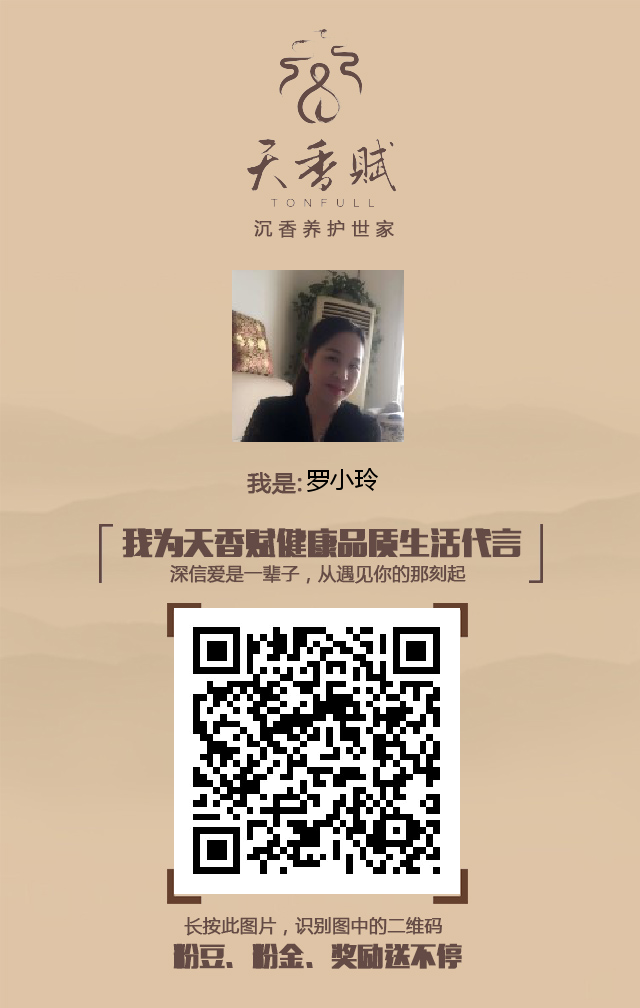 天香赋
TONFULL
沉香养护世家
我是:罗小玲
我为天香赋健康品质生活代言
深信爱是一辈子，从遇见你的那刻起
长按此图片，识别图中的二维码
粉豆、粉金、奖励送不停